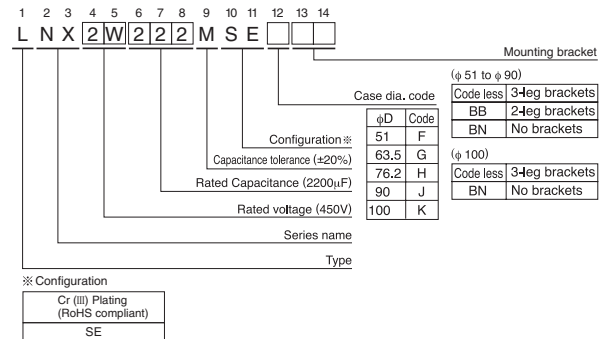 1 2 3 4 5 6 7 8 9 10 11 12 13 14
L N X 2 W 2 2 2 M S E
Mounting bracket
(φ 51 to φ 90)
Code less 3-leg brackets
BB 2-leg brackets
BN No brackets
(φ 100)
Code less 3-leg brackets
BN No brackets
Case dia. code
φD Code
51 F
63.5 G
76.2 H
90 J
100 K
Configuration※
Capacitance tolerance (±20%)
Rated Capacitance (2200μF)
Rated voltage (450V)
Series name
Type
※ Configuration
Cr (III) Plating
(RoHS compliant)
SE